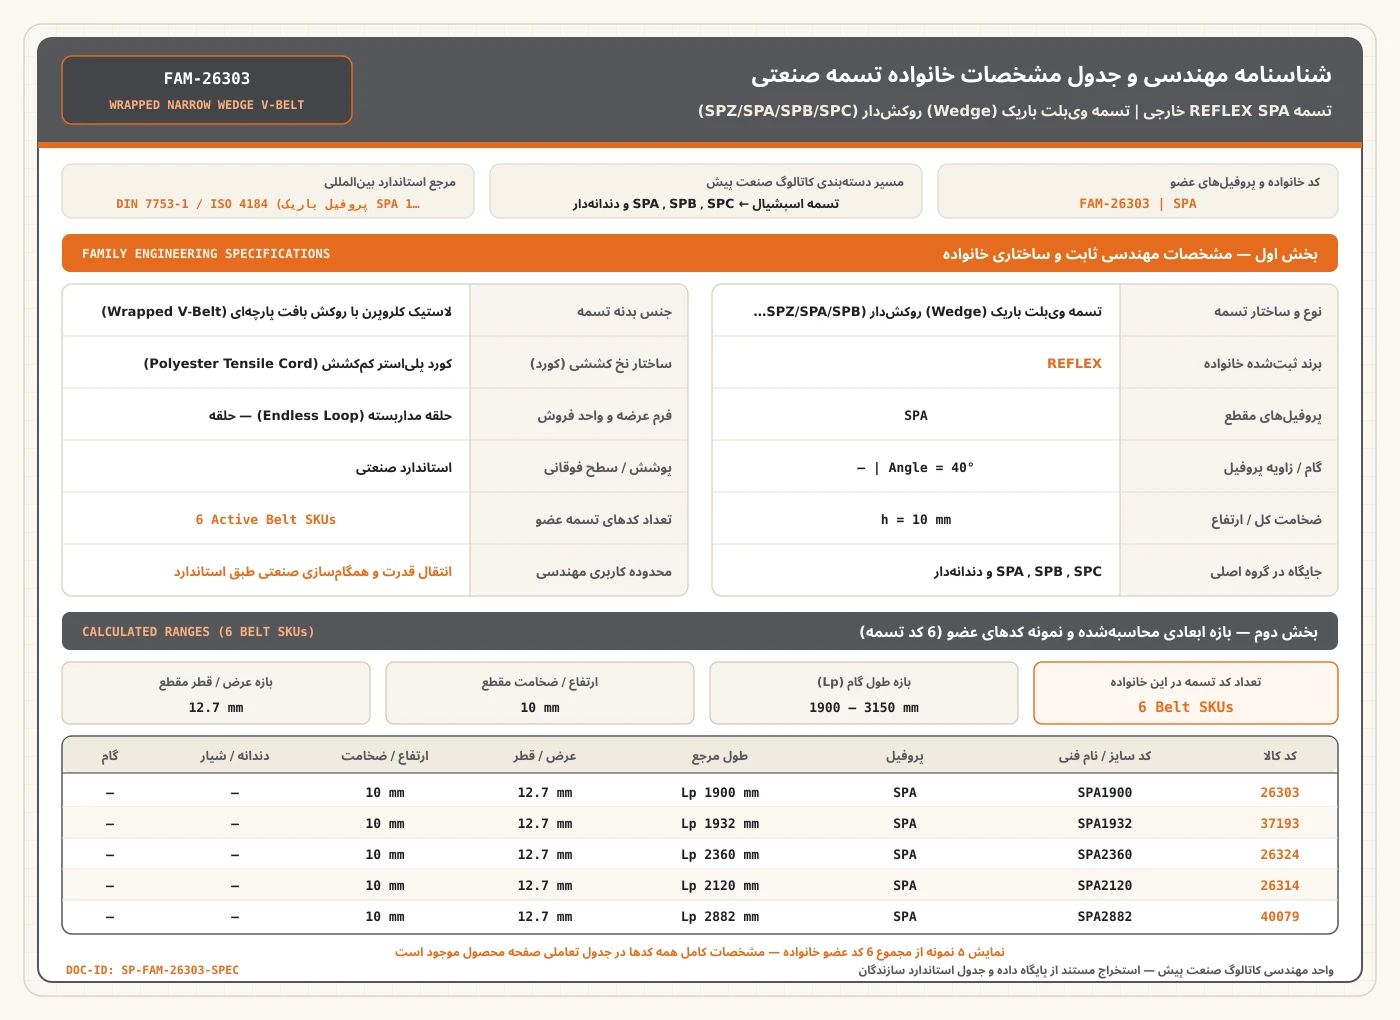 شناسنامه مهندسی و جدول مشخصات خانواده تسمه صنعتی
تسمه REFLEX SPA خارجی | تسمه وی‌بلت باریک (Wedge) روکش‌دار (SPZ/SPA/SPB/SPC)
FAM-26303
WRAPPED NARROW WEDGE V-BELT
کد خانواده و پروفیل‌های عضو
FAM-26303 | SPA
مسیر دسته‌بندی کاتالوگ صنعت پیش
تسمه اسپشیال ← SPA , SPB , SPC و دندانه‌دار
مرجع استاندارد بین‌المللی
DIN 7753-1 / ISO 4184 (پروفیل باریک SPA 1…
بخش اول — مشخصات مهندسی ثابت و ساختاری خانواده
FAMILY ENGINEERING SPECIFICATIONS
نوع و ساختار تسمه
تسمه وی‌بلت باریک (Wedge) روکش‌دار (SPZ/SPA/SPB...
برند ثبت‌شده خانواده
REFLEX
پروفیل‌های مقطع
SPA
گام / زاویه پروفیل
— | Angle = 40°
ضخامت کل / ارتفاع
h = 10 mm
جایگاه در گروه اصلی
SPA , SPB , SPC و دندانه‌دار
جنس بدنه تسمه
لاستیک کلروپرن با روکش بافت پارچه‌ای (Wrapped V-Belt)
ساختار نخ کششی (کورد)
کورد پلی‌استر کم‌کشش (Polyester Tensile Cord)
فرم عرضه و واحد فروش
حلقه مداربسته (Endless Loop) — حلقه
پوشش / سطح فوقانی
استاندارد صنعتی
تعداد کدهای تسمه عضو
6 Active Belt SKUs
محدوده کاربری مهندسی
انتقال قدرت و همگام‌سازی صنعتی طبق استاندارد
بخش دوم — بازه ابعادی محاسبه‌شده و نمونه کدهای عضو (6 کد تسمه)
CALCULATED RANGES (6 BELT SKUs)
تعداد کد تسمه در این خانواده
6 Belt SKUs
بازه طول گام (Lp)
1900 — 3150 mm
ارتفاع / ضخامت مقطع
10 mm
بازه عرض / قطر مقطع
12.7 mm
کد کالا | کد سایز / نام فنی | پروفیل | طول مرجع | عرض / قطر | ارتفاع / ضخامت | دندانه / شیار | گام
26303 | SPA1900 | SPA | Lp 1900 mm | 12.7 mm | 10 mm | — | —
37193 | SPA1932 | SPA | Lp 1932 mm | 12.7 mm | 10 mm | — | —
26324 | SPA2360 | SPA | Lp 2360 mm | 12.7 mm | 10 mm | — | —
26314 | SPA2120 | SPA | Lp 2120 mm | 12.7 mm | 10 mm | — | —
40079 | SPA2882 | SPA | Lp 2882 mm | 12.7 mm | 10 mm | — | —
نمایش ۵ نمونه از مجموع 6 کد عضو خانواده — مشخصات کامل همه کدها در جدول تعاملی صفحه محصول موجود است
واحد مهندسی کاتالوگ صنعت پیش — استخراج مستند از پایگاه داده و جدول استاندارد سازندگان
DOC-ID: SP-FAM-26303-SPEC